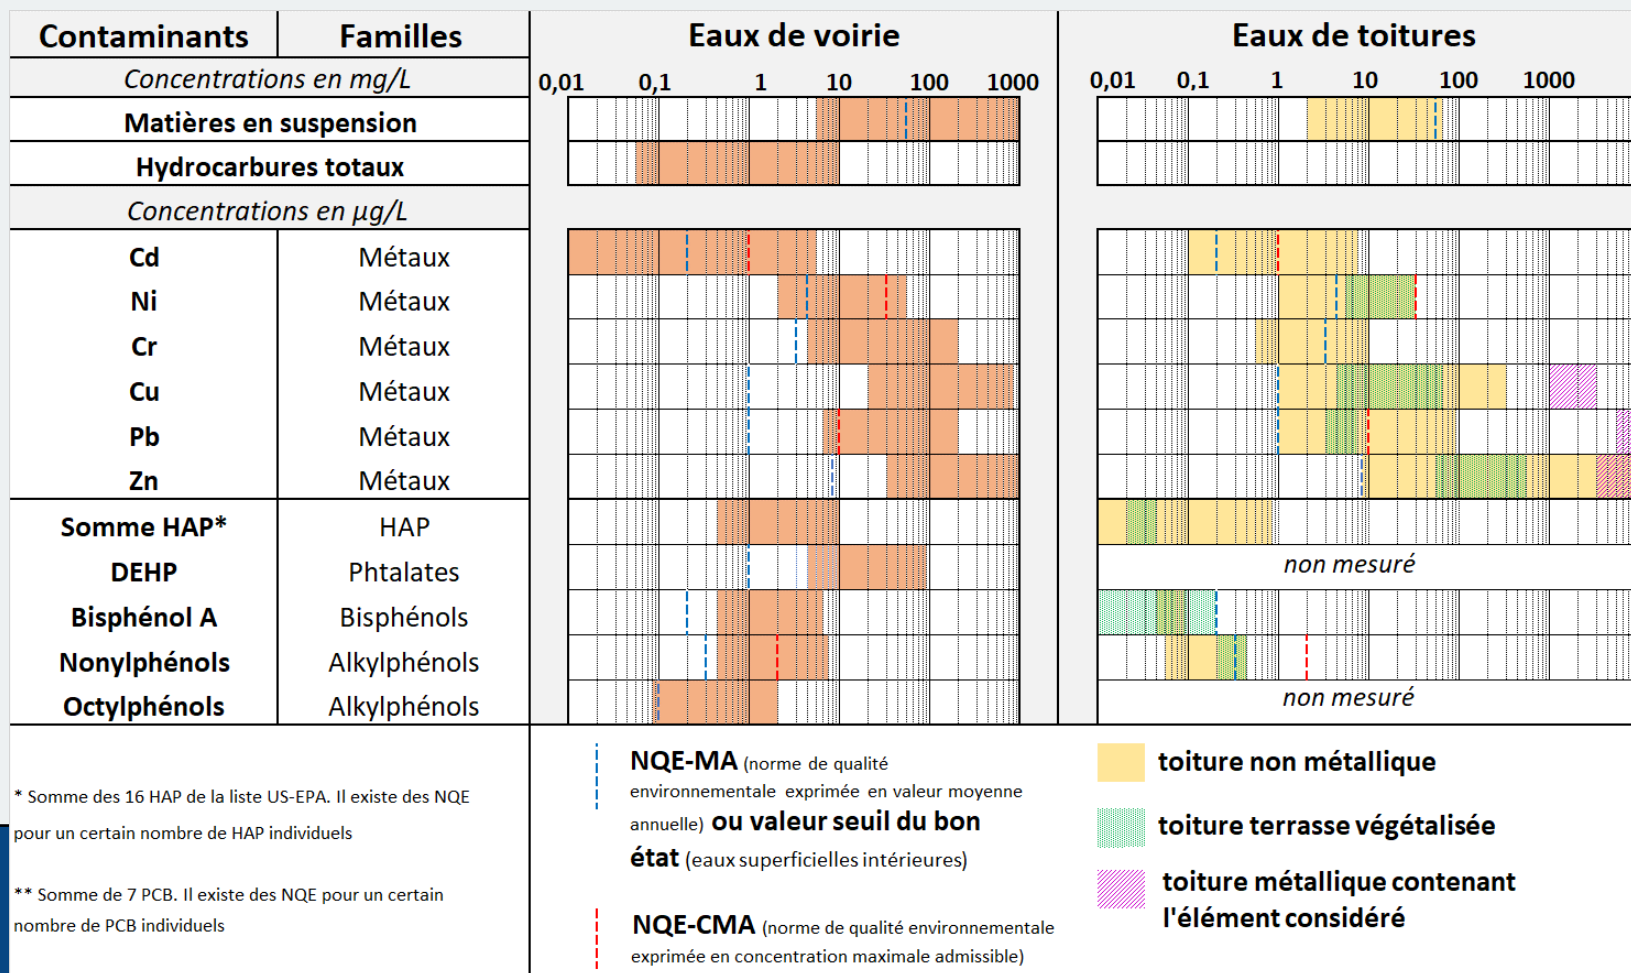 Contaminants Familles Eaux de voirie Eaux de toitures
Concentrations en mg/L 0,01 0,1 1 10 100 1000 0,01 0,1 1 10 100 1000
Matières en suspension
Hydrocarbures totaux
Concentrations en µg/L
Cd Métaux
Ni Métaux
Cr Métaux
Cu Métaux
Pb Métaux
Zn Métaux
Somme HAP* HAP
DEHP Phtalates non mesuré
Bisphénol A Bisphénols
Nonylphénols Alkylphénols
Octylphénols Alkylphénols non mesuré
* Somme des 16 HAP de la liste US-EPA. Il existe des NQE
pour un certain nombre de HAP individuels
** Somme de 7 PCB. Il existe des NQE pour un certain
nombre de PCB individuels
NQE-MA (norme de qualité
environnementale exprimée en valeur moyenne
annuelle) ou valeur seuil du bon
état (eaux superficielles intérieures)
NQE-CMA (norme de qualité environnementale
exprimée en concentration maximale admissible)
toiture non métallique
toiture terrasse végétalisée
toiture métallique contenant
l'élément considéré